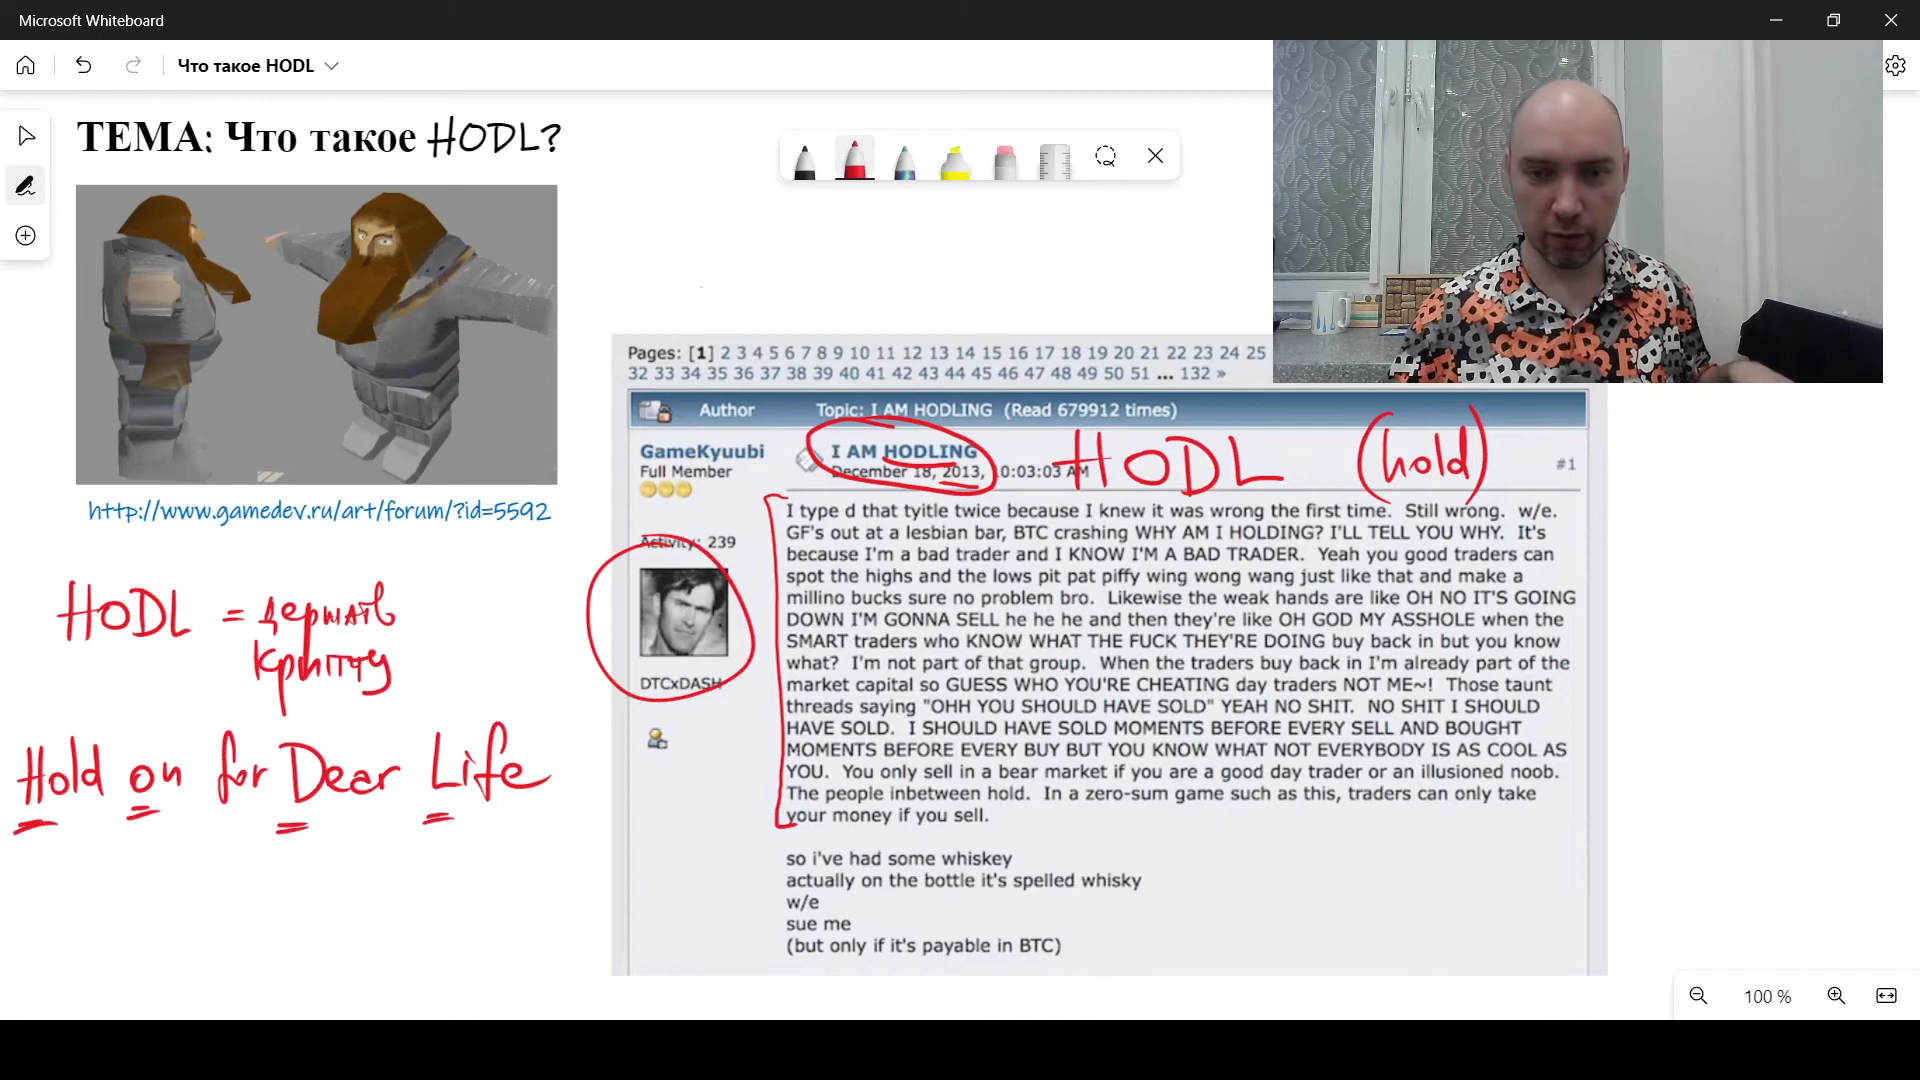 Microsoft Whiteboard
Что такое HODL
ТЕМА: Что такое HODL?
http://www.gamedev.ru/art/forum/?id=5592
HODL = держать
крипту
Hold on for Dear Life
Pages: [1] 2 3 4 5 6 7 8 9 10 11 12 13 14 15 16 17 18 19 20 21 22 23 24 25
32 33 34 35 36 37 38 39 40 41 42 43 44 45 46 47 48 49 50 51 ... 132 »
Author Topic: I AM HODLING (Read 679912 times)
GameKyuubi
Full Member
Activity: 239
DTCxDASH
I AM HODLING
December 18, 2013, 10:03:03 AM
HODL (hold)
#1
I type d that tyitle twice because I knew it was wrong the first time. Still wrong. w/e.
GF's out at a lesbian bar, BTC crashing WHY AM I HOLDING? I'LL TELL YOU WHY. It's
because I'm a bad trader and I KNOW I'M A BAD TRADER. Yeah you good traders can
spot the highs and the lows pit pat piffy wing wong wang just like that and make a
millino bucks sure no problem bro. Likewise the weak hands are like OH NO IT'S GOING
DOWN I'M GONNA SELL he he he and then they're like OH GOD MY ASSHOLE when the
SMART traders who KNOW WHAT THE FUCK THEY'RE DOING buy back in but you know
what? I'm not part of that group. When the traders buy back in I'm already part of the
market capital so GUESS WHO YOU'RE CHEATING day traders NOT ME~! Those taunt
threads saying "OHH YOU SHOULD HAVE SOLD" YEAH NO SHIT. NO SHIT I SHOULD
HAVE SOLD. I SHOULD HAVE SOLD MOMENTS BEFORE EVERY SELL AND BOUGHT
MOMENTS BEFORE EVERY BUY BUT YOU KNOW WHAT NOT EVERYBODY IS AS COOL AS
YOU. You only sell in a bear market if you are a good day trader or an illusioned noob.
The people inbetween hold. In a zero-sum game such as this, traders can only take
your money if you sell.
so i've had some whiskey
actually on the bottle it's spelled whisky
w/e
sue me
(but only if it's payable in BTC)
100 %